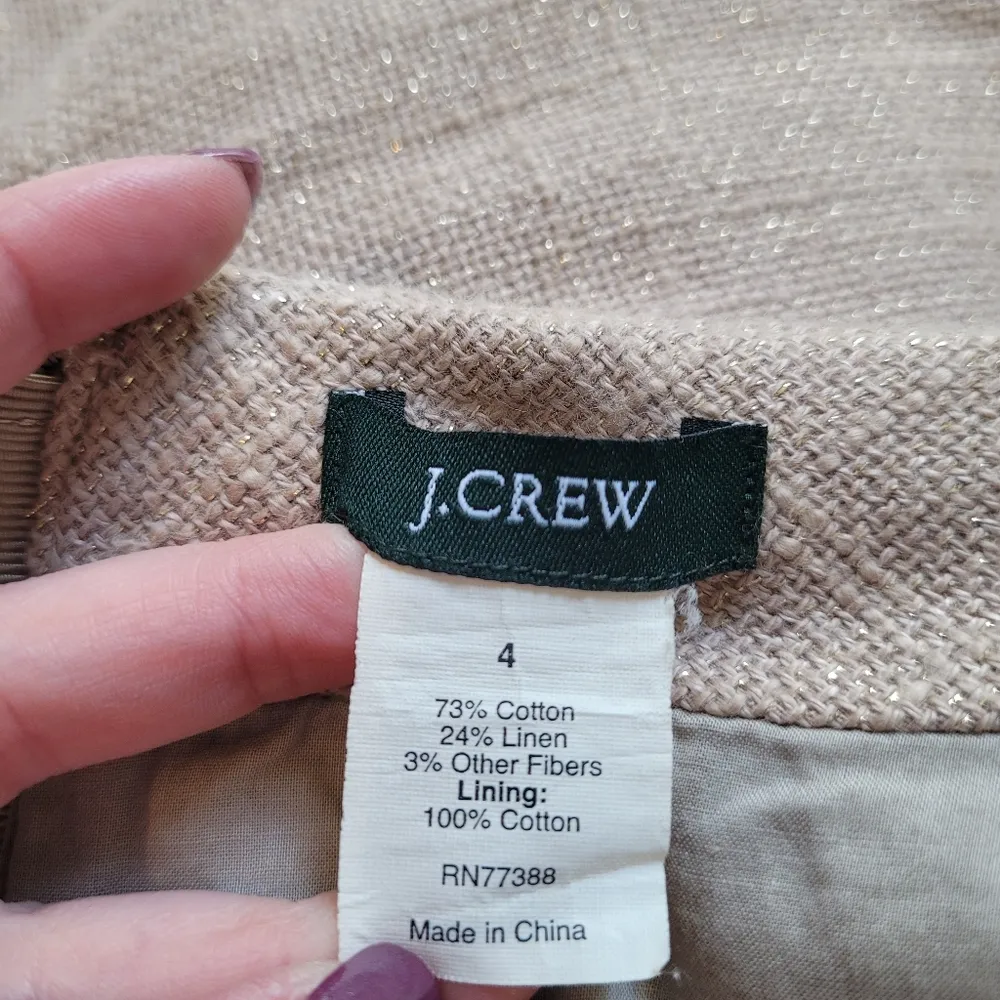 J.CREW
4
73% Cotton
24% Linen
3% Other Fibers
Lining:
100% Cotton
RN77388
Made in China